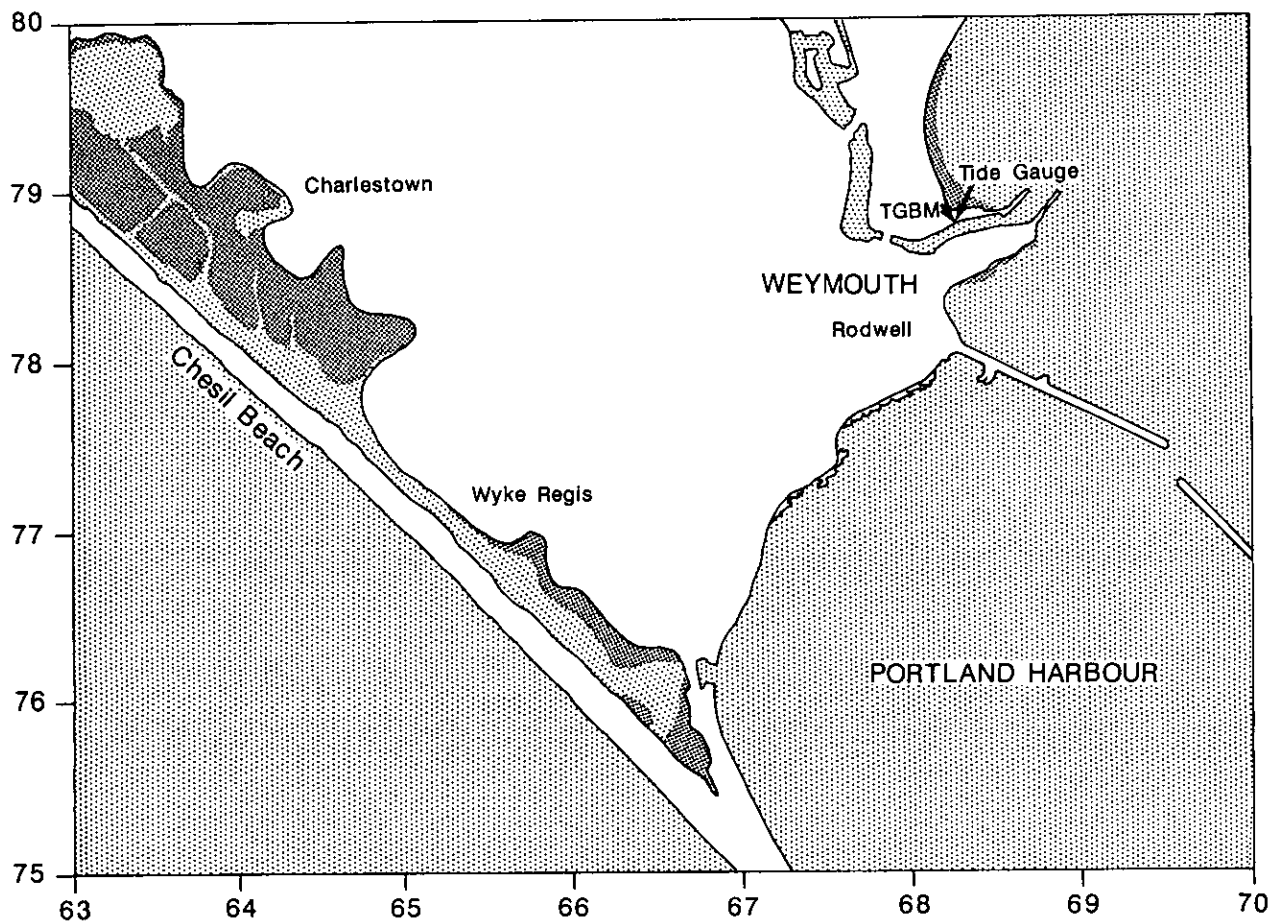 80
79
78
77
76
75
Charlestown
Tide Gauge
TGBM
WEYMOUTH
Rodwell
Chesil Beach
Wyke Regis
PORTLAND HARBOUR
63 64 65 66 67 68 69 70